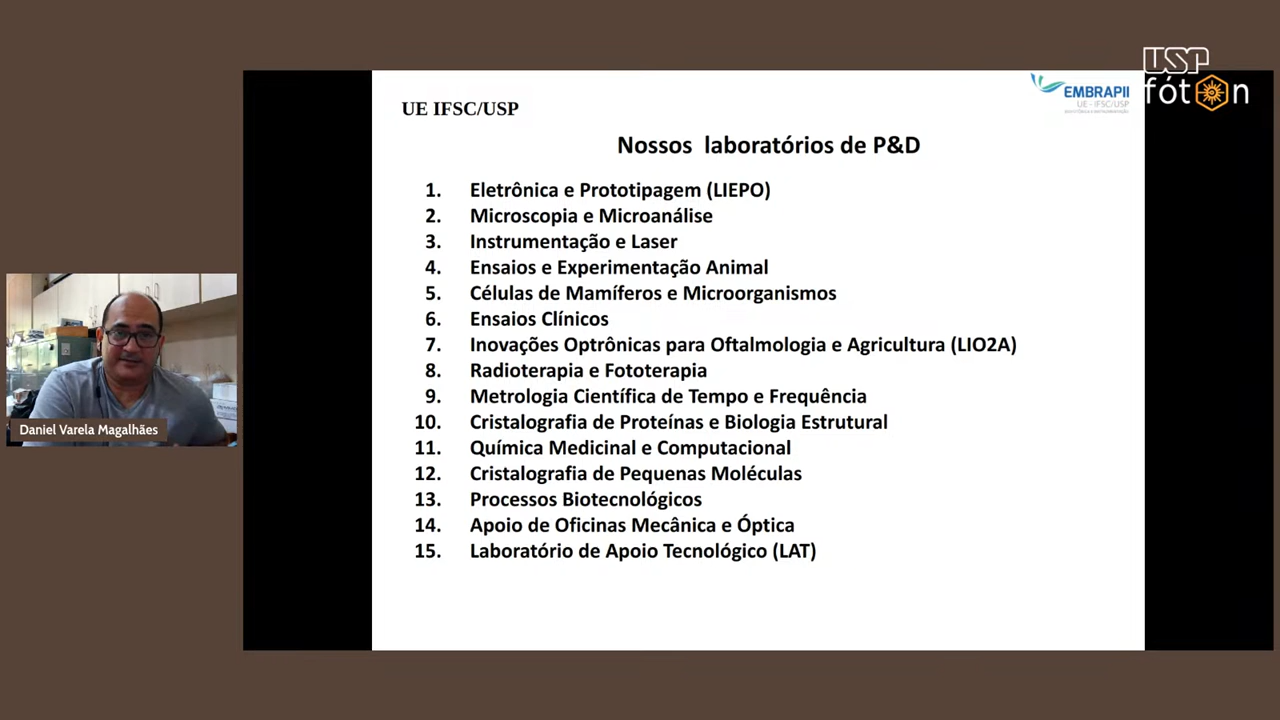 USP
fóton
UE IFSC/USP
EMBRAPII
UE - IFSC/USP
Nossos laboratórios de P&D
1. Eletrônica e Prototipagem (LIEPO)
2. Microscopia e Microanálise
3. Instrumentação e Laser
4. Ensaios e Experimentação Animal
5. Células de Mamíferos e Microorganismos
6. Ensaios Clínicos
7. Inovações Optrônicas para Oftalmologia e Agricultura (LIO2A)
8. Radioterapia e Fototerapia
9. Metrologia Científica de Tempo e Frequência
10. Cristalografia de Proteínas e Biologia Estrutural
11. Química Medicinal e Computacional
12. Cristalografia de Pequenas Moléculas
13. Processos Biotecnológicos
14. Apoio de Oficinas Mecânica e Óptica
15. Laboratório de Apoio Tecnológico (LAT)
Daniel Varela Magalhães